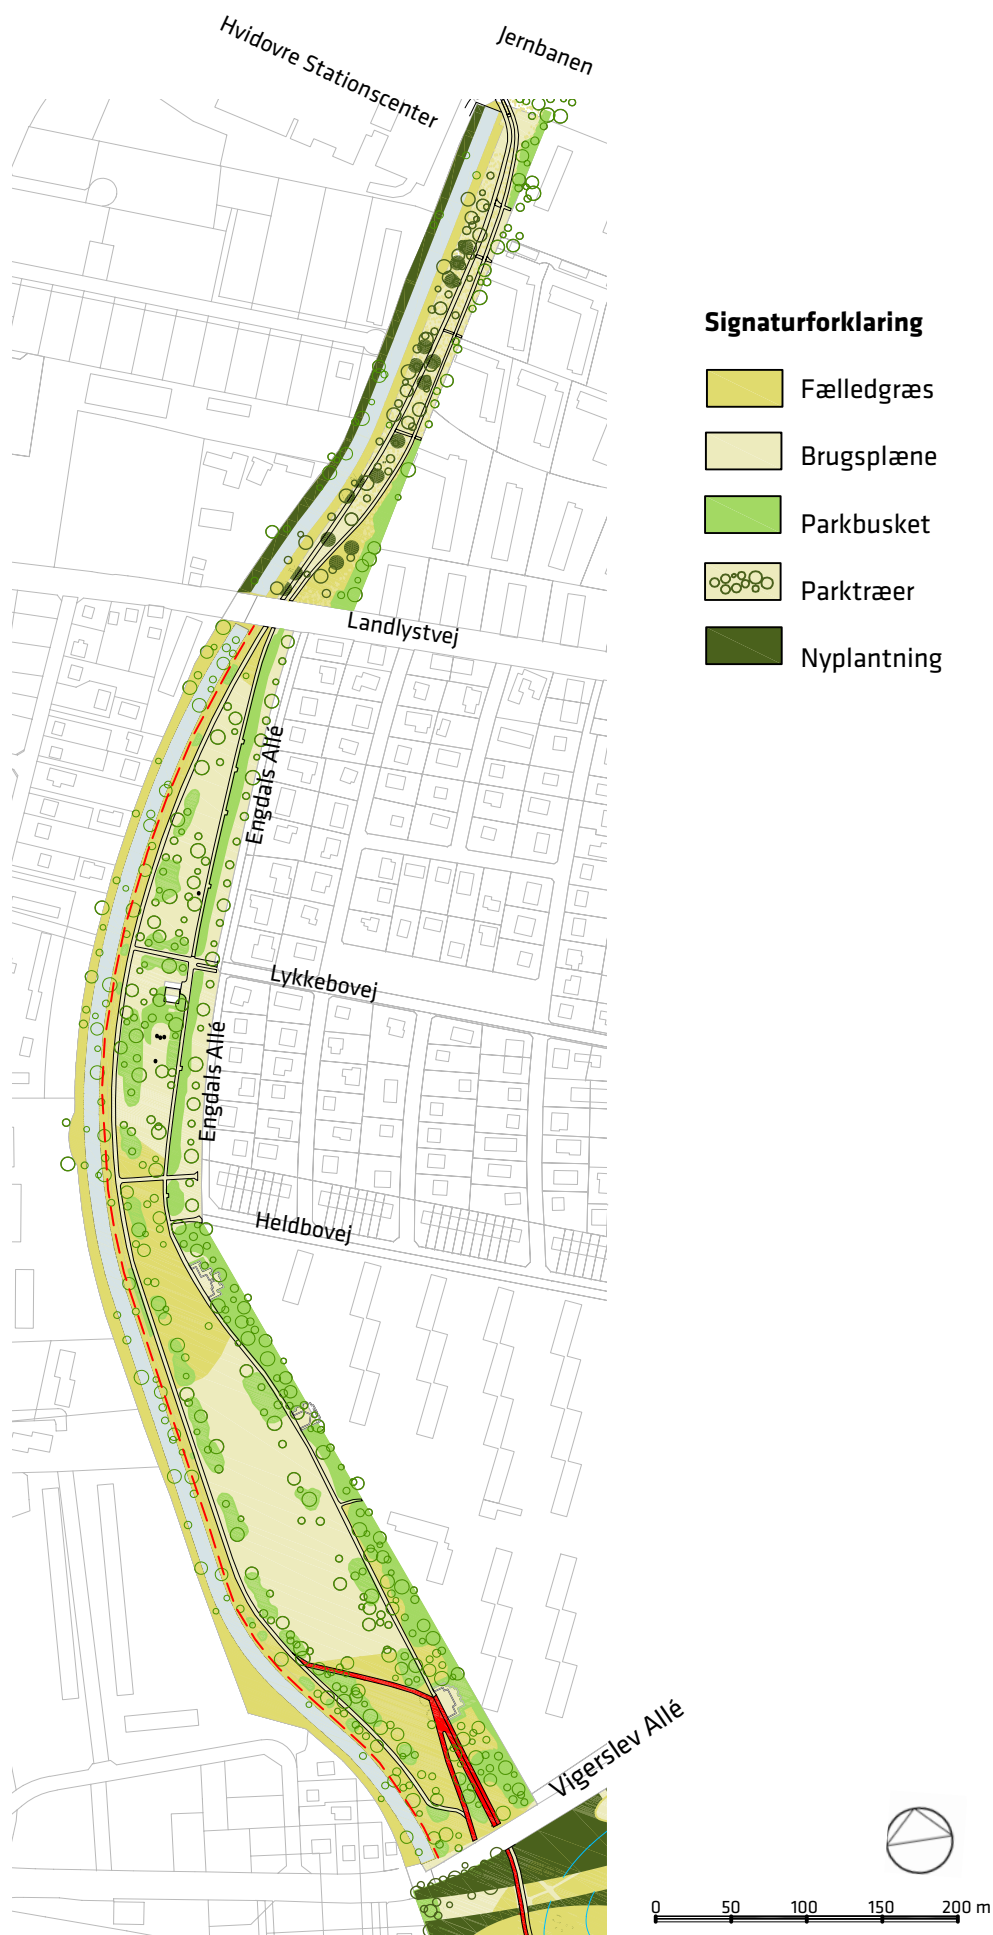 Hvidovre Stationscenter
Jernbanen
Signaturforklaring
Fælledgræs
Brugsplæne
Parkbusket
Parktræer
Nyplantning
Landlystvej
Engdals Allé
Lykkebovej
Engdals Allé
Heldbovej
Vigerslev Allé
0 50 100 150 200 m